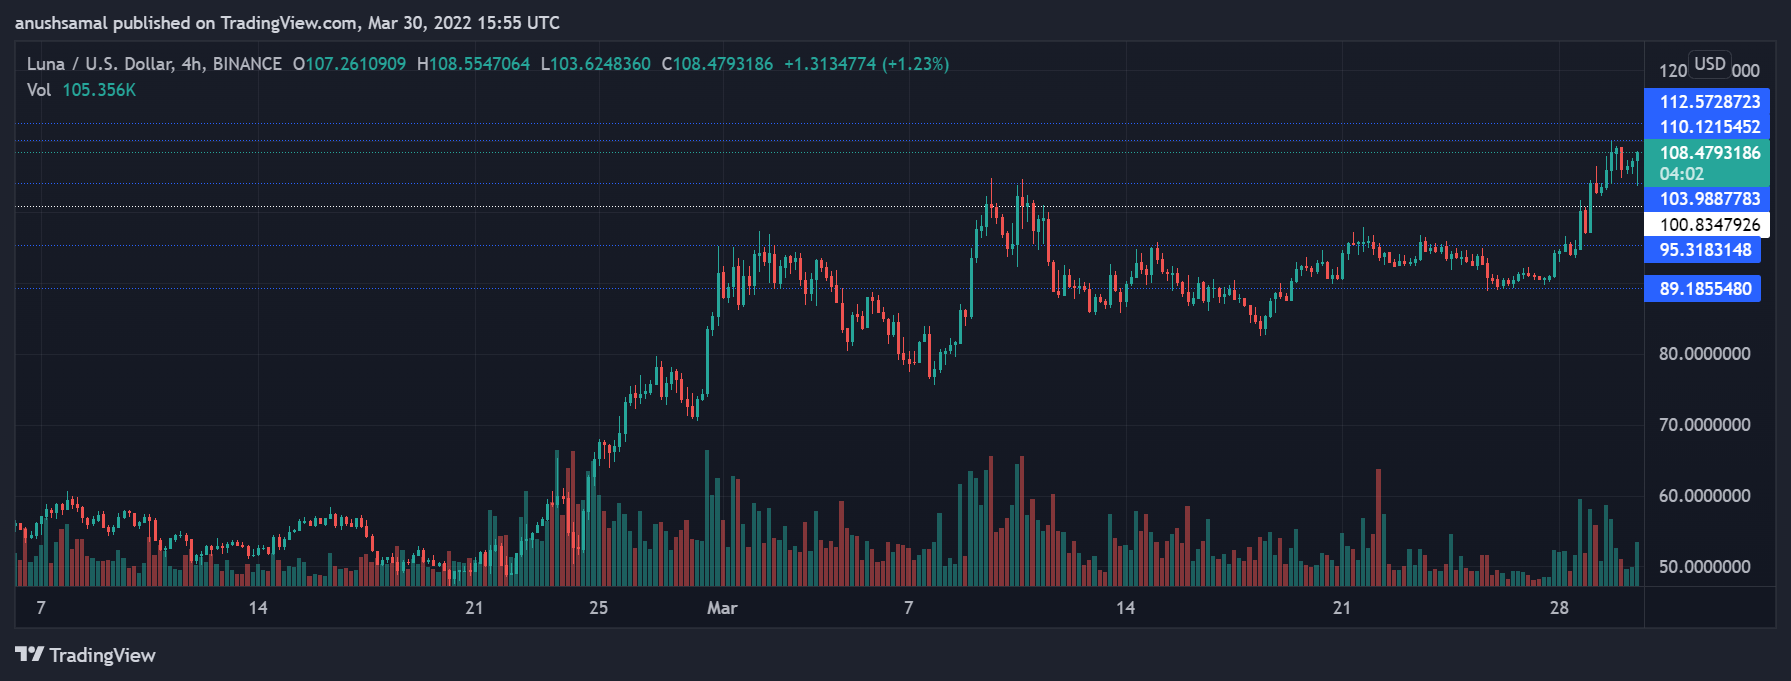 anushsamal published on TradingView.com, Mar 30, 2022 15:55 UTC
Luna / U.S. Dollar, 4h, BINANCE O107.2610909 H108.5547064 L103.6248360 C108.4793186 +1.3134774 (+1.23%)
Vol 105.356K
USD
120 000
112.5728723
110.1215452
108.4793186
04:02
103.9887783
100.8347926
95.3183148
89.1855480
80.0000000
70.0000000
60.0000000
50.0000000
7 14 21 25 Mar 7 14 21 28
TradingView